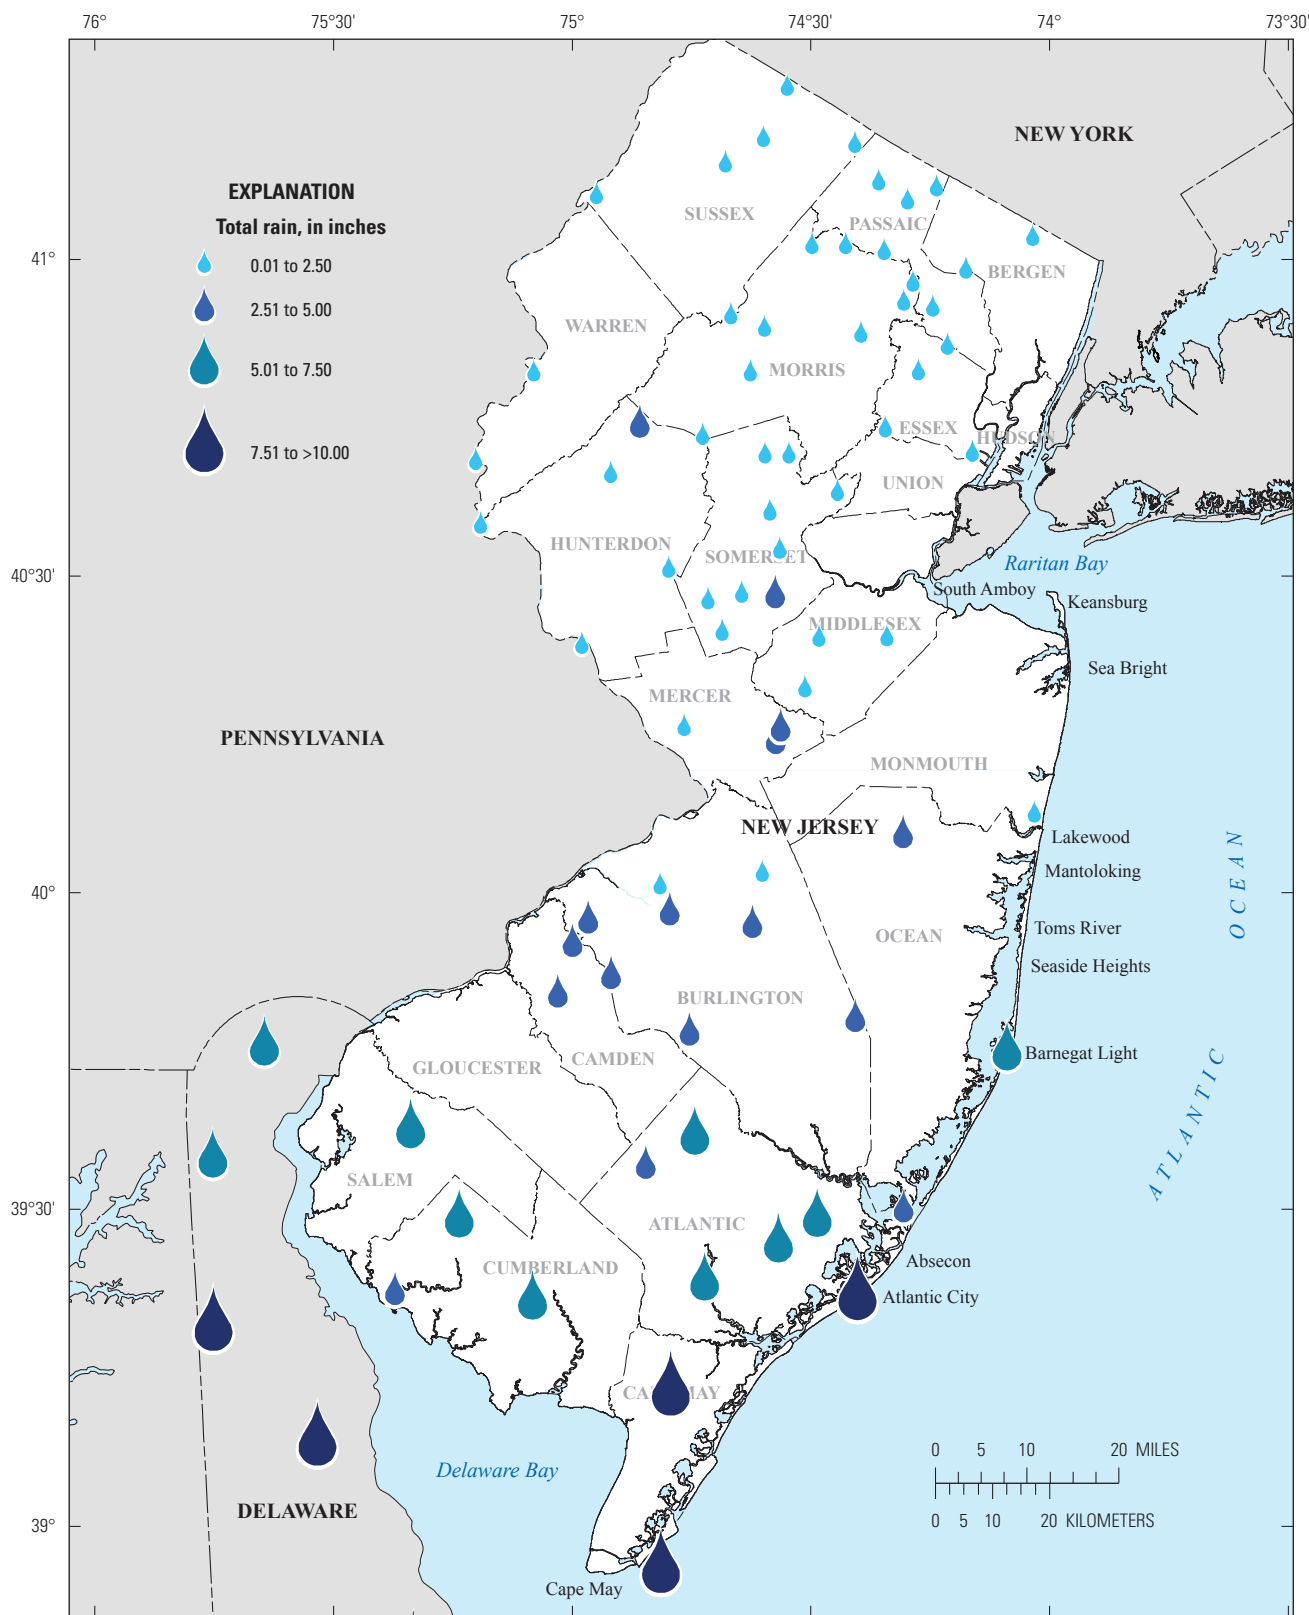 76°
75°30'
75°
74°30'
74°
73°30'
NEW YORK
EXPLANATION
Total rain, in inches
0.01 to 2.50
2.51 to 5.00
5.01 to 7.50
7.51 to >10.00
SUSSEX
PASSAIC
41°
BERGEN
WARREN
MORRIS
ESSEX
HUDSON
UNION
HUNTERDON
SOMERSET
Raritan Bay
40°30'
South Amboy
Keansburg
MIDDLESEX
Sea Bright
MERCER
PENNSYLVANIA
MONMOUTH
NEW JERSEY
Lakewood
Mantoloking
40°
Toms River
OCEAN
Seaside Heights
BURLINGTON
ATLANTIC OCEAN
Barnegat Light
CAMDEN
GLOUCESTER
SALEM
39°30'
ATLANTIC
Absecon
CUMBERLAND
Atlantic City
CAPE MAY
0 5 10 20 MILES
0 5 10 20 KILOMETERS
Delaware Bay
DELAWARE
39°
Cape May